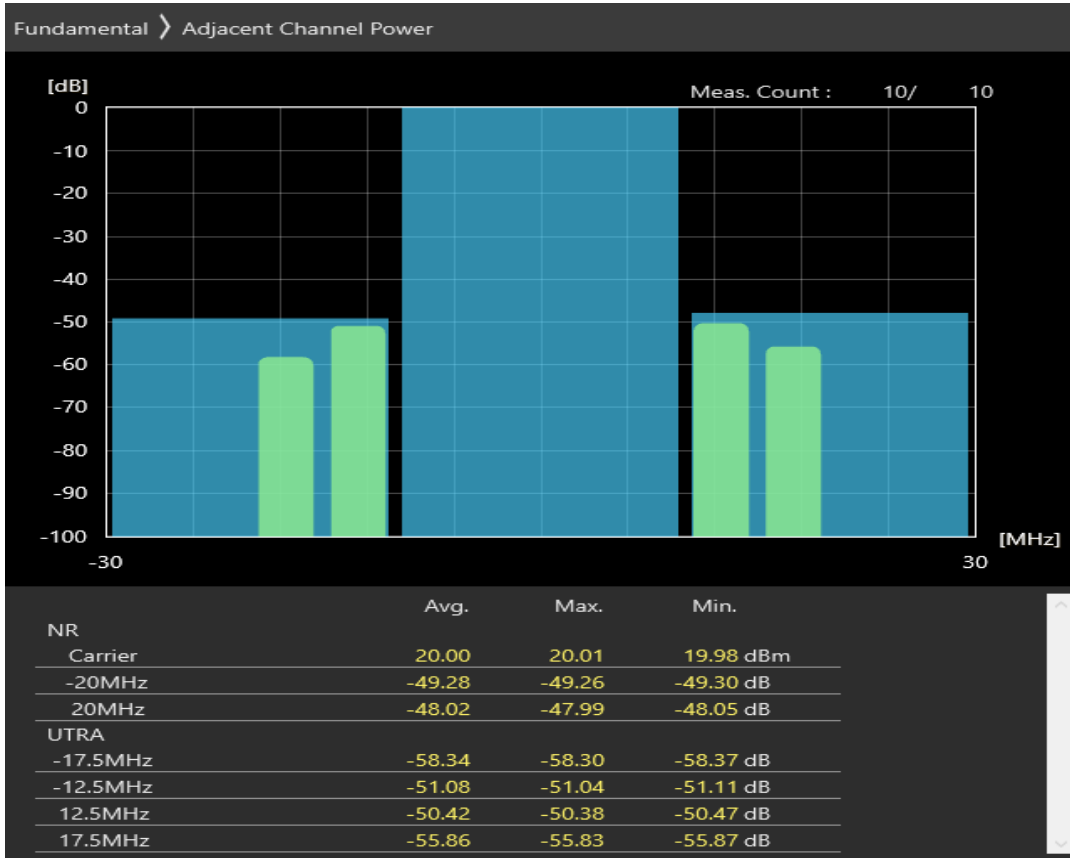 Fundamental 〉 Adjacent Channel Power
[dB]
Meas. Count : 10/ 10
0
-10
-20
-30
-40
-50
-60
-70
-80
-90
-100
[MHz]
-30 30
Avg. Max. Min.
NR
Carrier 20.00 20.01 19.98 dBm
-20MHz -49.28 -49.26 -49.30 dB
20MHz -48.02 -47.99 -48.05 dB
UTRA
-17.5MHz -58.34 -58.30 -58.37 dB
-12.5MHz -51.08 -51.04 -51.11 dB
12.5MHz -50.42 -50.38 -50.47 dB
17.5MHz -55.86 -55.83 -55.87 dB